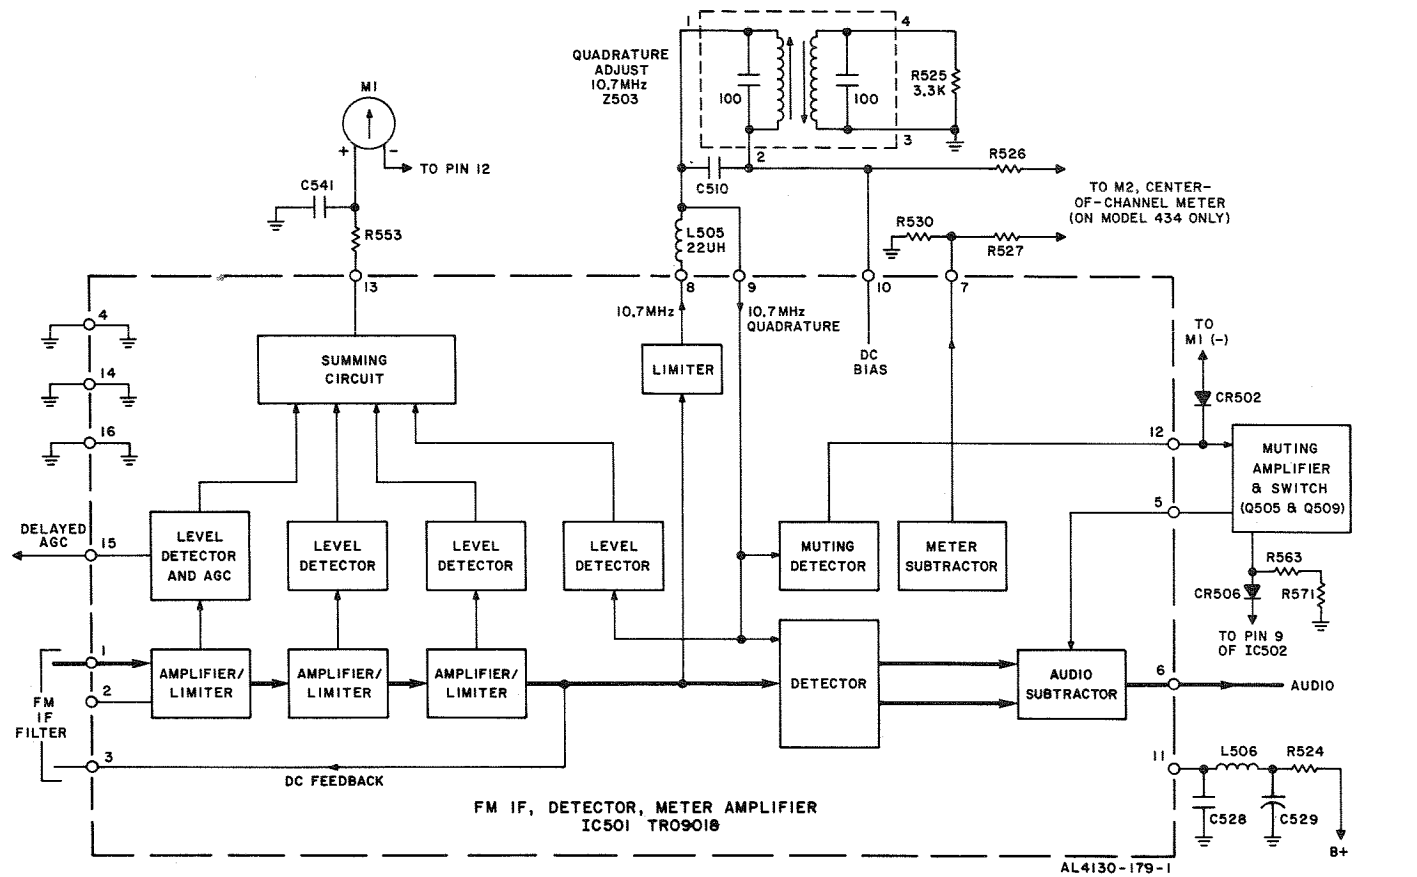 QUADRATURE
ADJUST
10.7MHz
Z503
1
4
100
100
R525
3.3K
3
2
M1
+
-
TO PIN 12
C541
R553
C510
R526
TO M2, CENTER-
OF-CHANNEL METER
(ON MODEL 434 ONLY)
L505
22UH
R530
R527
13
8
9
10
7
10.7MHz
10.7MHz
QUADRATURE
DC
BIAS
4
14
16
SUMMING
CIRCUIT
LIMITER
TO
M1 (-)
CR502
12
MUTING
AMPLIFIER
& SWITCH
(Q505 & Q509)
5
DELAYED
AGC
15
LEVEL
DETECTOR
AND AGC
LEVEL
DETECTOR
LEVEL
DETECTOR
LEVEL
DETECTOR
MUTING
DETECTOR
METER
SUBTRACTOR
R563
CR506
R571
TO PIN 9
OF IC502
1
2
3
FM
IF
FILTER
AMPLIFIER/
LIMITER
AMPLIFIER/
LIMITER
AMPLIFIER/
LIMITER
DETECTOR
AUDIO
SUBTRACTOR
6
AUDIO
DC FEEDBACK
11
L506
R524
C528
C529
B+
FM IF, DETECTOR, METER AMPLIFIER
IC501 TR09018
AL4130-179-1